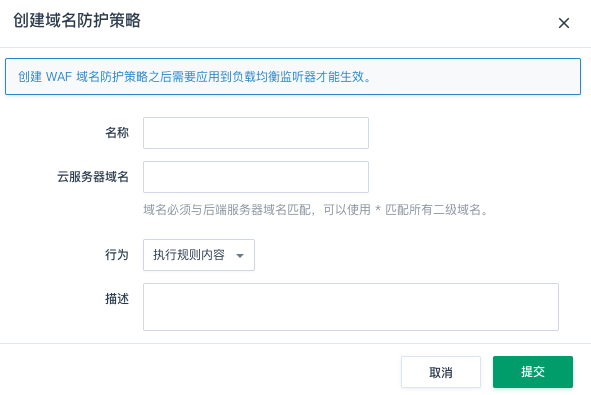 创建域名防护策略
创建 WAF 域名防护策略之后需要应用到负载均衡监听器才能生效。
名称
云服务器域名
域名必须与后端服务器域名匹配，可以使用 * 匹配所有二级域名。
行为
执行规则内容
描述
取消
提交